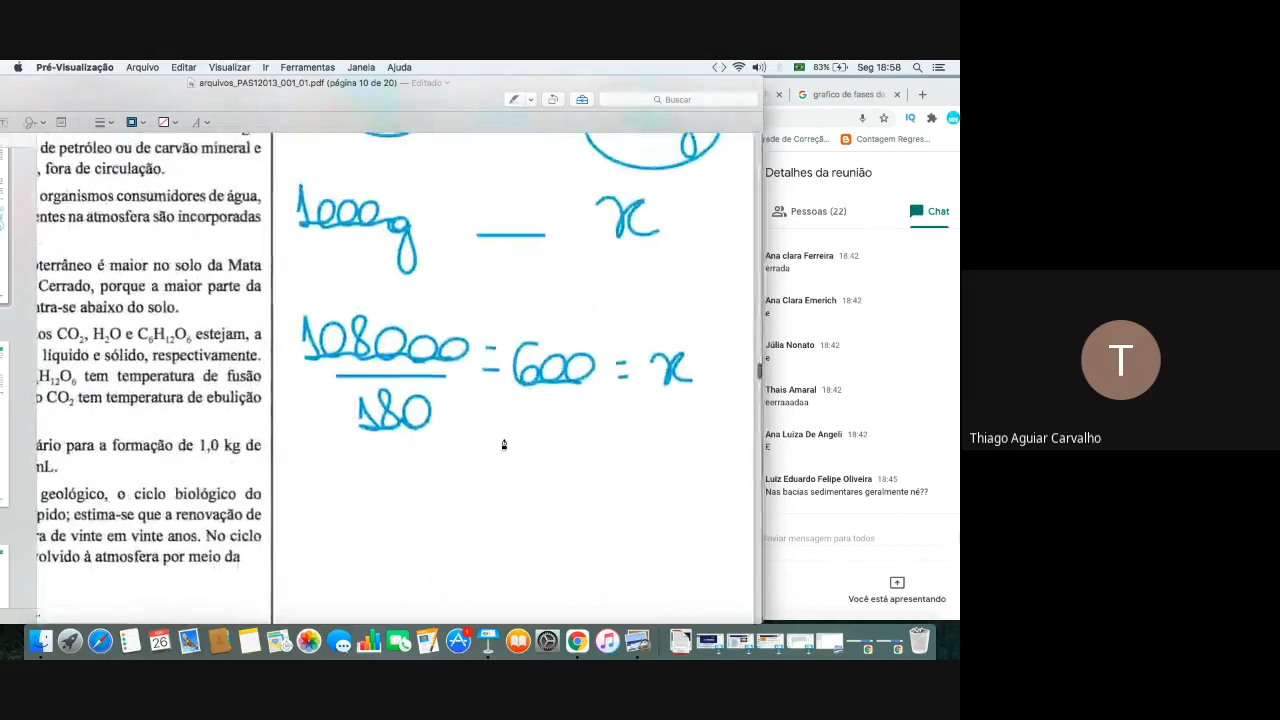 Pré-Visualização Arquivo Editar Visualizar Ir Ferramentas Janela Ajuda 83% Seg 18:58
arquivos_PAS12013_001_01.pdf (página 10 de 20) — Editado
Buscar
grafico de fases da
IQ
de de Correçã... Contagem Regres...
de petróleo ou de carvão mineral e
, fora de circulação.
organismos consumidores de água,
entes na atmosfera são incorporadas
terrâneo é maior no solo da Mata
Cerrado, porque a maior parte da
ntra-se abaixo do solo.
os CO₂, H₂O e C₆H₁₂O₆ estejam, a
líquido e sólido, respectivamente.
H₁₂O₆ tem temperatura de fusão
o CO₂ tem temperatura de ebulição
ário para a formação de 1,0 kg de
mL.
geológico, o ciclo biológico do
pido; estima-se que a renovação de
ra de vinte em vinte anos. No ciclo
volvido à atmosfera por meio da
g
1000g __ x
108000
= 600 = x
180
Detalhes da reunião
Pessoas (22) Chat
Ana clara Ferreira 18:42
errada
Ana Clara Emerich 18:42
e
Júlia Nonato 18:42
e
Thais Amaral 18:42
eerraaadaa
Ana Luiza De Angeli 18:42
E
Luiz Eduardo Felipe Oliveira 18:45
Nas bacias sedimentares geralmente né??
nviar mensagem para todos
Você está apresentando
26
T
Thiago Aguiar Carvalho